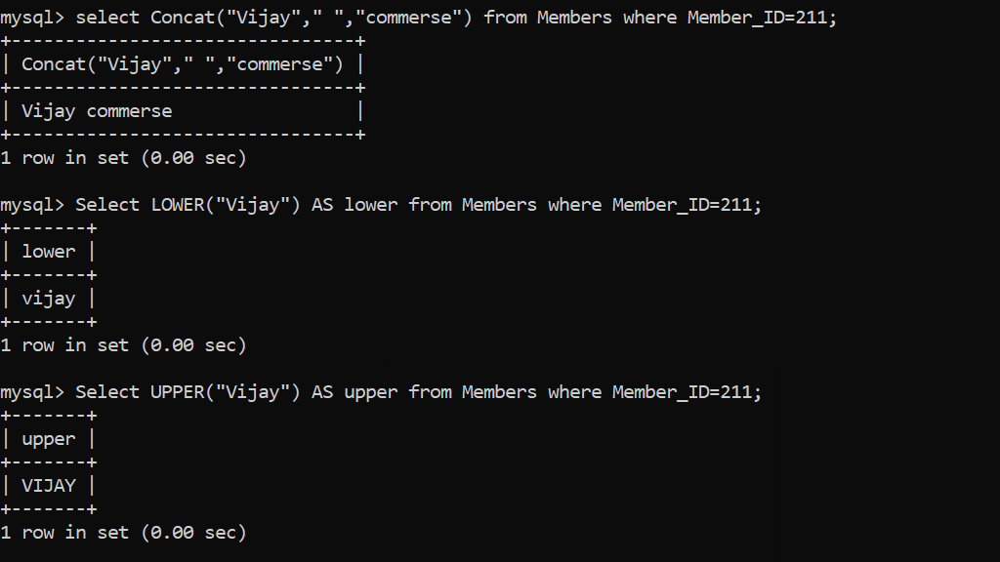 mysql> select Concat("Vijay"," ","commerse") from Members where Member_ID=211;
+--------------------------------+
| Concat("Vijay"," ","commerse") |
+--------------------------------+
| Vijay commerse                 |
+--------------------------------+
1 row in set (0.00 sec)

mysql> Select LOWER("Vijay") AS lower from Members where Member_ID=211;
+-------+
| lower |
+-------+
| vijay |
+-------+
1 row in set (0.00 sec)

mysql> Select UPPER("Vijay") AS upper from Members where Member_ID=211;
+-------+
| upper |
+-------+
| VIJAY |
+-------+
1 row in set (0.00 sec)